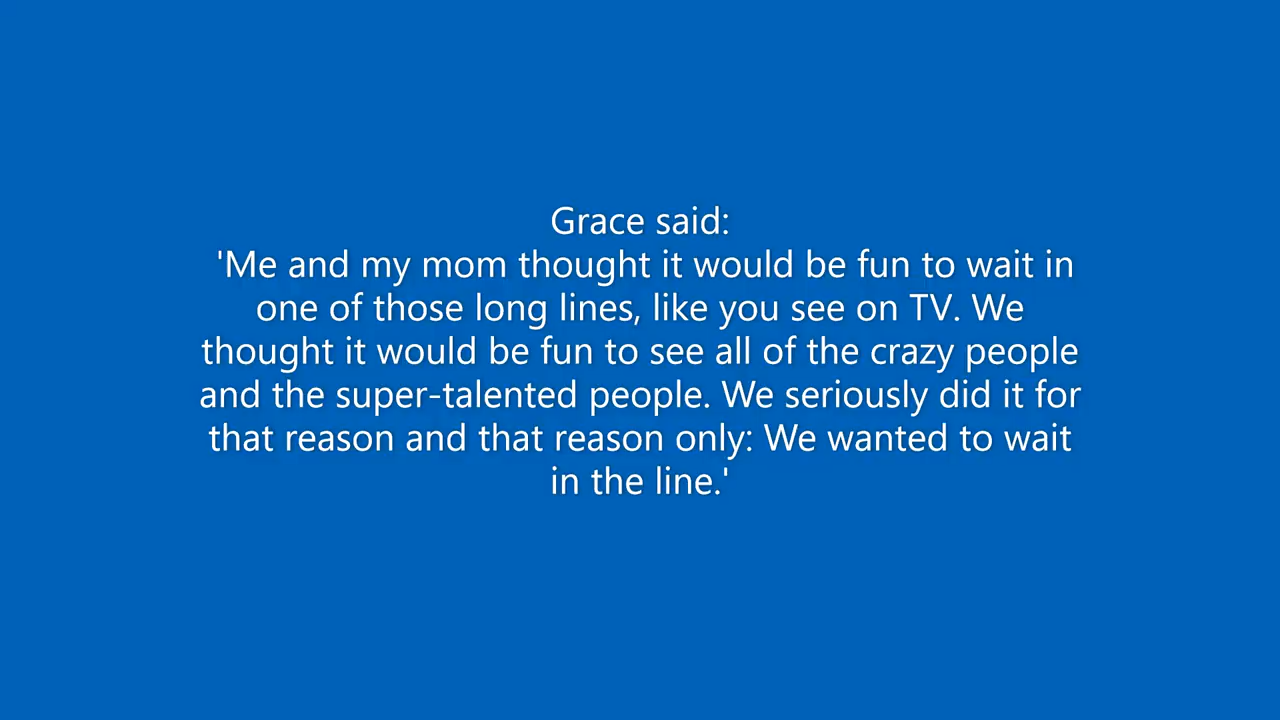 Grace said:
'Me and my mom thought it would be fun to wait in
one of those long lines, like you see on TV. We
thought it would be fun to see all of the crazy people
and the super-talented people. We seriously did it for
that reason and that reason only: We wanted to wait
in the line.'